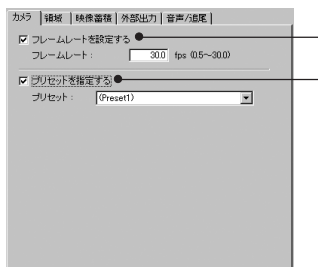 カメラ 領域 映像蓄積 外部出力 音声/追尾
フレームレートを設定する
フレームレート： 30.0 fps (0.5～30.0)
プリセットを指定する
プリセット： (Preset1)